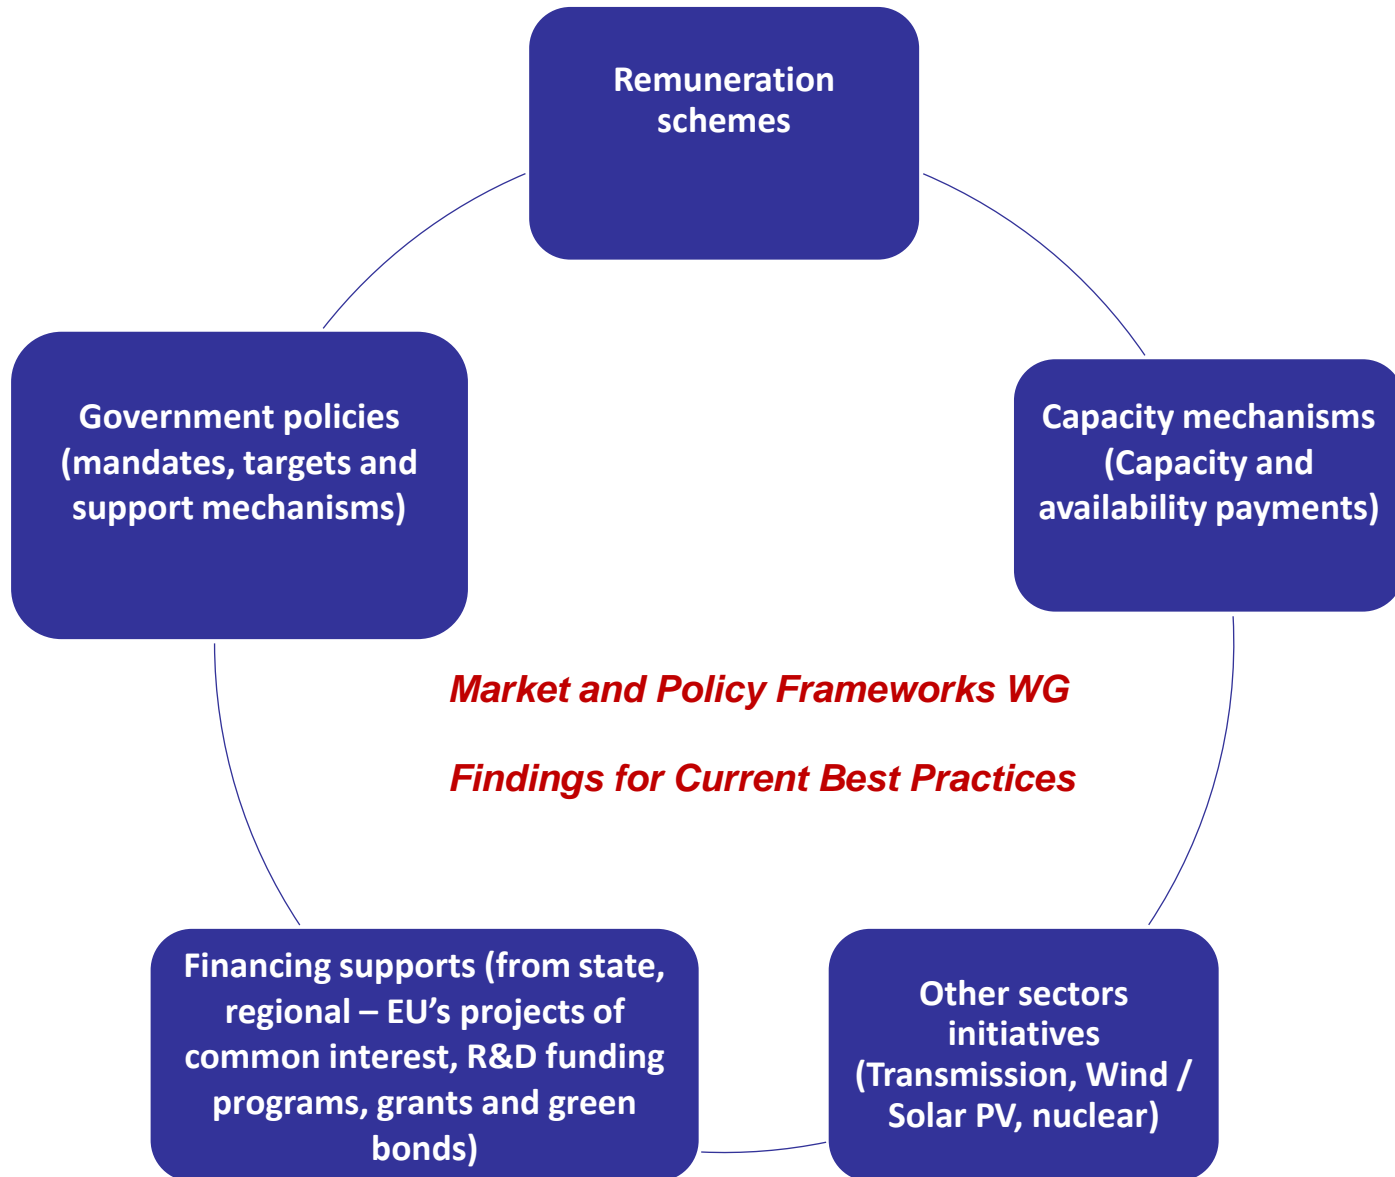 Remuneration
schemes
Government policies
(mandates, targets and
support mechanisms)
Capacity mechanisms
(Capacity and
availability payments)
Market and Policy Frameworks WG
Findings for Current Best Practices
Financing supports (from state,
regional – EU’s projects of
common interest, R&D funding
programs, grants and green
bonds)
Other sectors
initiatives
(Transmission, Wind /
Solar PV, nuclear)